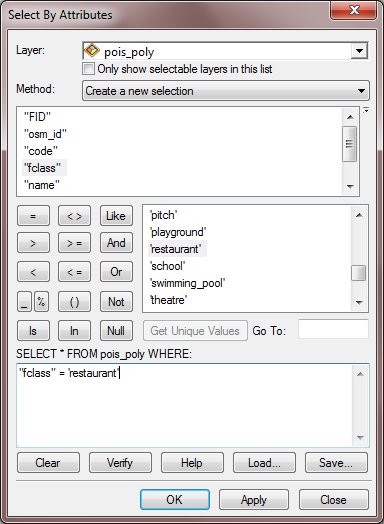 Select By Attributes
Layer: pois_poly
Only show selectable layers in this list
Method: Create a new selection
"FID"
"osm_id"
"code"
"fclass"
"name"
= < > Like
> > = And
< < = Or
_ % ( ) Not
Is In Null
'pitch'
'playground'
'restaurant'
'school'
'swimming_pool'
'theatre'
Get Unique Values Go To:
SELECT * FROM pois_poly WHERE:
"fclass" = 'restaurant'
Clear Verify Help Load... Save...
OK Apply Close